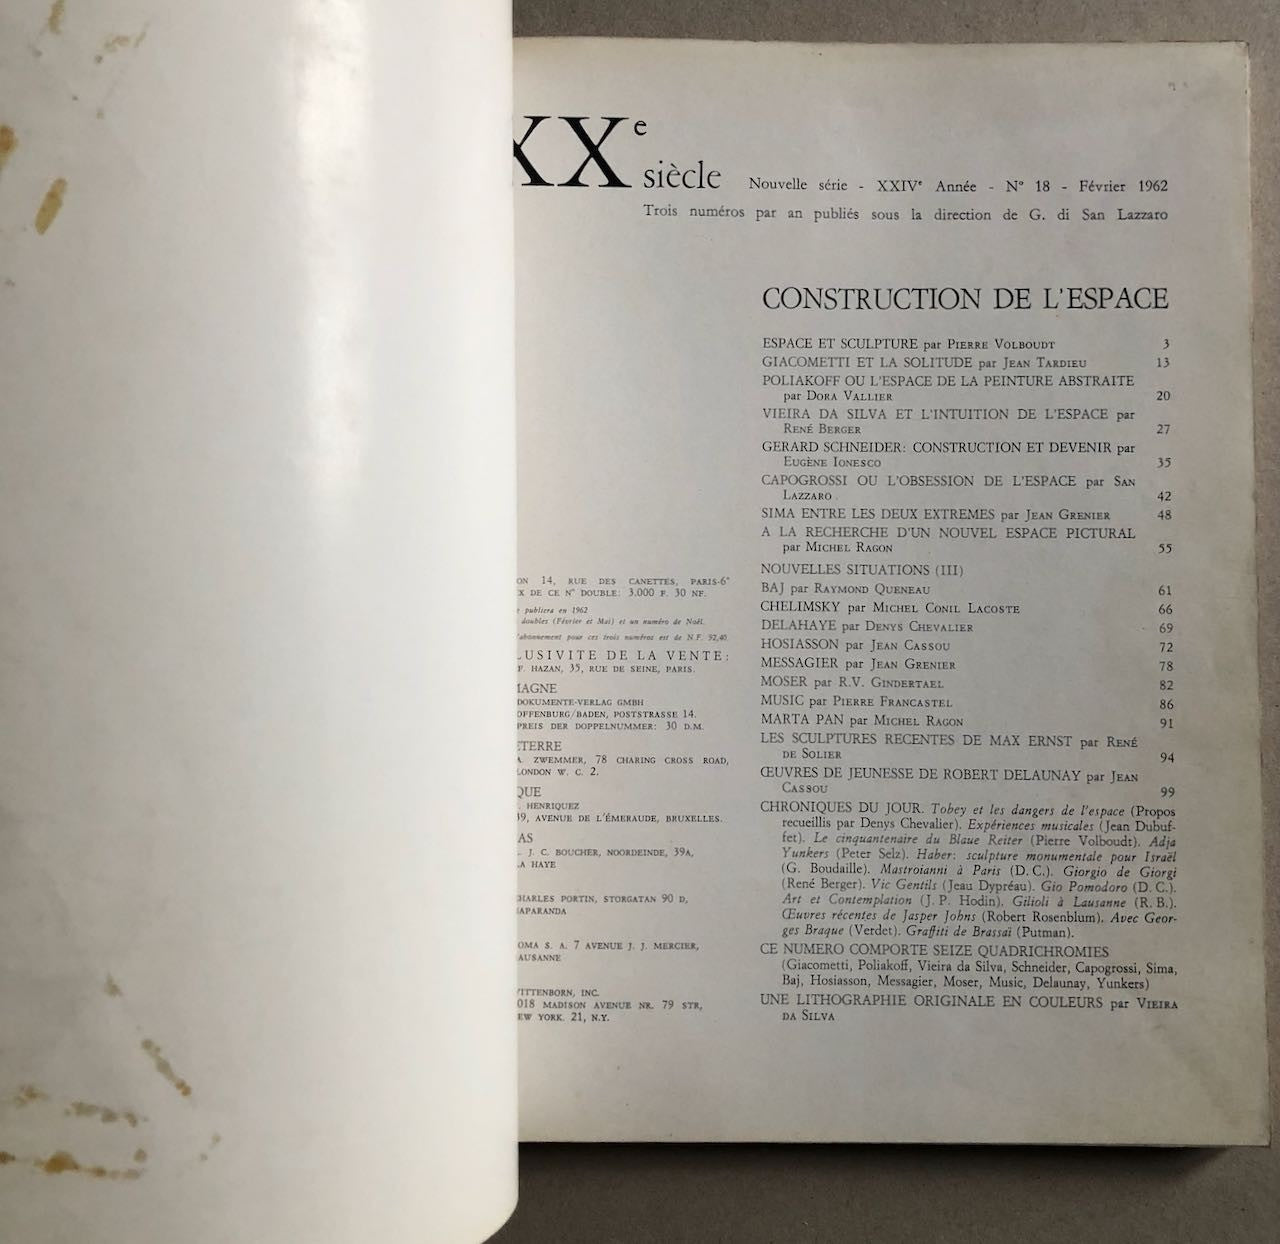 XXe
siècle Nouvelle série - XXIVe Année - N° 18 - Février 1962
Trois numéros par an publiés sous la direction de G. di San Lazzaro
ON 14, RUE DES CANETTES, PARIS-6e
X DE CE N° DOUBLE: 3.000 F. 30 NF.
e publiera en 1962
doubles (Février et Mai) et un numéro de Noël.
'abonnement pour ces trois numéros est de N.F. 92,40
LUSIVITE DE LA VENTE:
F. HAZAN, 35, RUE DE SEINE, PARIS.
MAGNE
DOKUMENTE-VERLAG GMBH
OFFENBURG/BADEN, POSTSTRASSE 14.
PREIS DER DOPPELNUMMER: 30 D.M.
ETERRE
A. ZWEMMER, 78 CHARING CROSS ROAD,
LONDON W. C. 2.
QUE
. HENRIQUEZ
39, AVENUE DE L'ÉMERAUDE, BRUXELLES.
AS
. J. C. BOUCHER, NOORDEINDE, 39A,
LA HAYE
CHARLES PORTIN, STORGATAN 90 D,
HAPARANDA
OMA S. A. 7 AVENUE J. J. MERCIER,
AUSANNE
WITTENBORN, INC.
1018 MADISON AVENUE NR. 79 STR,
NEW YORK. 21, N.Y.
CONSTRUCTION DE L'ESPACE
ESPACE ET SCULPTURE par PIERRE VOLBOUDT 3
GIACOMETTI ET LA SOLITUDE par JEAN TARDIEU 13
POLIAKOFF OU L'ESPACE DE LA PEINTURE ABSTRAITE
par DORA VALLIER 20
VIEIRA DA SILVA ET L'INTUITION DE L'ESPACE par
RENÉ BERGER 27
GERARD SCHNEIDER: CONSTRUCTION ET DEVENIR par
EUGÈNE IONESCO 35
CAPOGROSSI OU L'OBSESSION DE L'ESPACE par SAN
LAZZARO . 42
SIMA ENTRE LES DEUX EXTREMES par JEAN GRENIER 48
A LA RECHERCHE D'UN NOUVEL ESPACE PICTURAL
par MICHEL RAGON 55
NOUVELLES SITUATIONS (III)
BAJ par RAYMOND QUENEAU 61
CHELIMSKY par MICHEL CONIL LACOSTE 66
DELAHAYE par DENYS CHEVALIER 69
HOSIASSON par JEAN CASSOU 72
MESSAGIER par JEAN GRENIER 78
MOSER par R.V. GINDERTAEL 82
MUSIC par PIERRE FRANCASTEL 86
MARTA PAN par MICHEL RAGON 91
LES SCULPTURES RECENTES DE MAX ERNST par RENÉ
DE SOLIER 94
ŒUVRES DE JEUNESSE DE ROBERT DELAUNAY par JEAN
CASSOU 99
CHRONIQUES DU JOUR. Tobey et les dangers de l'espace (Propos
recueillis par Denys Chevalier). Expériences musicales (Jean Dubuf-
fet). Le cinquantenaire du Blaue Reiter (Pierre Volboudt). Adja
Yunkers (Peter Selz). Haber: sculpture monumentale pour Israël
(G. Boudaille). Mastroianni à Paris (D. C.). Giorgio de Giorgi
(René Berger). Vic Gentils (Jeau Dypréau). Gio Pomodoro (D. C.).
Art et Contemplation (J. P. Hodin). Gilioli à Lausanne (R. B.).
Œuvres récentes de Jasper Johns (Robert Rosenblum). Avec Geor-
ges Braque (Verdet). Graffiti de Brassaï (Putman).
CE NUMERO COMPORTE SEIZE QUADRICHROMIES
(Giacometti, Poliakoff, Vieira da Silva, Schneider, Capogrossi, Sima,
Baj, Hosiasson, Messagier, Moser, Music, Delaunay, Yunkers)
UNE LITHOGRAPHIE ORIGINALE EN COULEURS par VIEIRA
DA SILVA